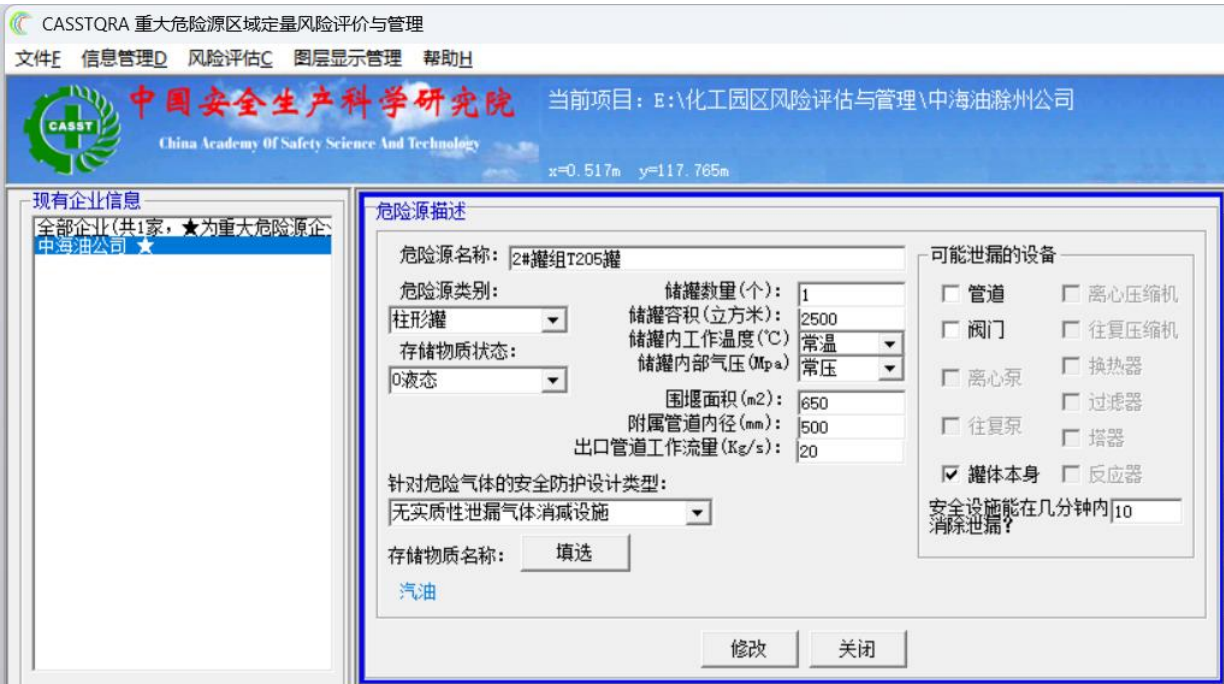 CASSTQRA 重大危险源区域定量风险评价与管理
文件F 信息管理D 风险评估C 图层显示管理 帮助H
CASST
中国安全生产科学研究院
China Academy Of Safety Science And Technology
当前项目: E:\化工园区风险评估与管理\中海油滁州公司
x=0.517m y=117.765m
现有企业信息
全部企业(共1家,★为重大危险源企
中海油公司 ★
危险源描述
危险源名称: 2#罐组T205罐
危险源类别:
柱形罐
存储物质状态:
0液态
储罐数量(个): 1
储罐容积(立方米): 2500
储罐内工作温度(℃) 常温
储罐内部气压(Mpa) 常压
围堰面积(m2): 650
附属管道内径(mm): 500
出口管道工作流量(Kg/s): 20
针对危险气体的安全防护设计类型:
无实质性泄漏气体消减设施
存储物质名称: 填选
汽油
可能泄漏的设备
管道 离心压缩机
阀门 往复压缩机
离心泵 换热器
过滤器
往复泵 塔器
罐体本身 反应器
安全设施能在几分钟内 10
消除泄漏?
修改 关闭